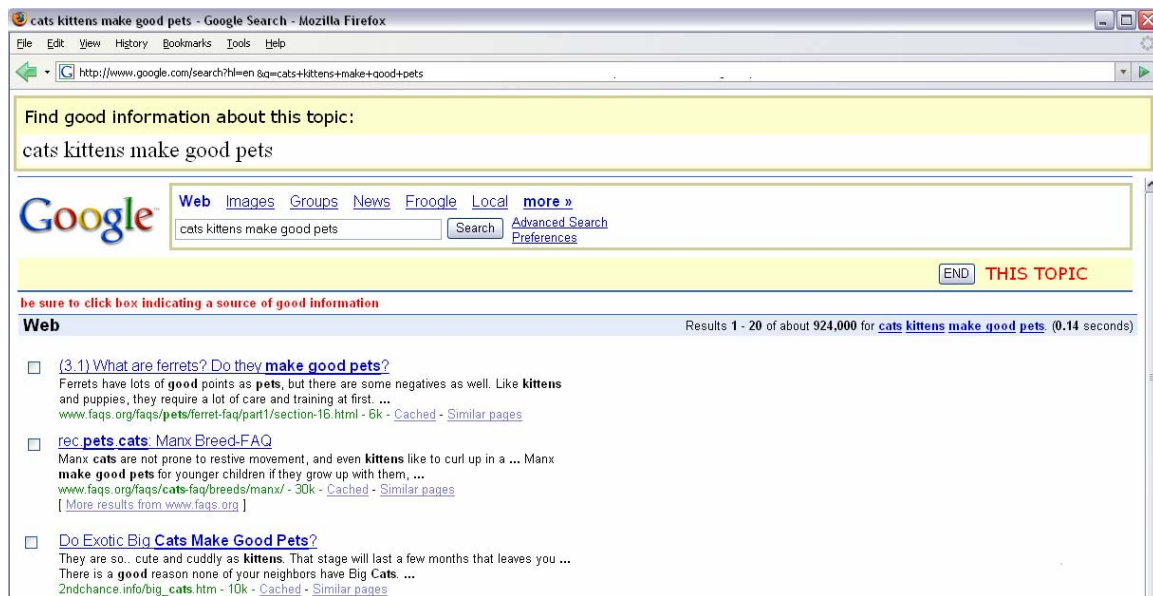 cats kittens make good pets - Google Search - Mozilla Firefox
File Edit View History Bookmarks Tools Help
G http://www.google.com/search?hl=en &q=cats+kittens+make+good+pets
Find good information about this topic:
cats kittens make good pets
Google™ Web Images Groups News Froogle Local more »
cats kittens make good pets Search Advanced Search
Preferences
END THIS TOPIC
be sure to click box indicating a source of good information
Web Results 1 - 20 of about 924,000 for cats kittens make good pets. (0.14 seconds)
(3.1) What are ferrets? Do they make good pets?
Ferrets have lots of good points as pets, but there are some negatives as well. Like kittens
and puppies, they require a lot of care and training at first. ...
www.faqs.org/faqs/pets/ferret-faq/part1/section-16.html - 6k - Cached - Similar pages
rec.pets.cats: Manx Breed-FAQ
Manx cats are not prone to restive movement, and even kittens like to curl up in a ... Manx
make good pets for younger children if they grow up with them, ...
www.faqs.org/faqs/cats-faq/breeds/manx/ - 30k - Cached - Similar pages
[ More results from www.faqs.org ]
Do Exotic Big Cats Make Good Pets?
They are so.. cute and cuddly as kittens. That stage will last a few months that leaves you ...
There is a good reason none of your neighbors have Big Cats. ...
2ndchance.info/big_cats.htm - 10k - Cached - Similar pages